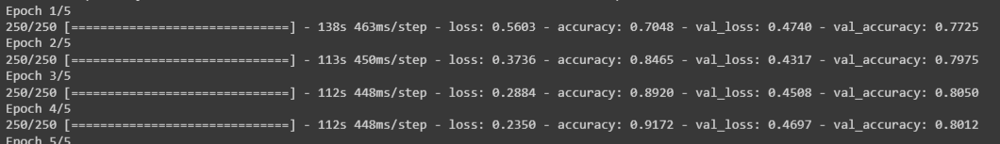 Epoch 1/5
250/250 [==============================] - 138s 463ms/step - loss: 0.5603 - accuracy: 0.7048 - val_loss: 0.4740 - val_accuracy: 0.7725
Epoch 2/5
250/250 [==============================] - 113s 450ms/step - loss: 0.3736 - accuracy: 0.8465 - val_loss: 0.4317 - val_accuracy: 0.7975
Epoch 3/5
250/250 [==============================] - 112s 448ms/step - loss: 0.2884 - accuracy: 0.8920 - val_loss: 0.4508 - val_accuracy: 0.8050
Epoch 4/5
250/250 [==============================] - 112s 448ms/step - loss: 0.2350 - accuracy: 0.9172 - val_loss: 0.4697 - val_accuracy: 0.8012
Epoch 5/5